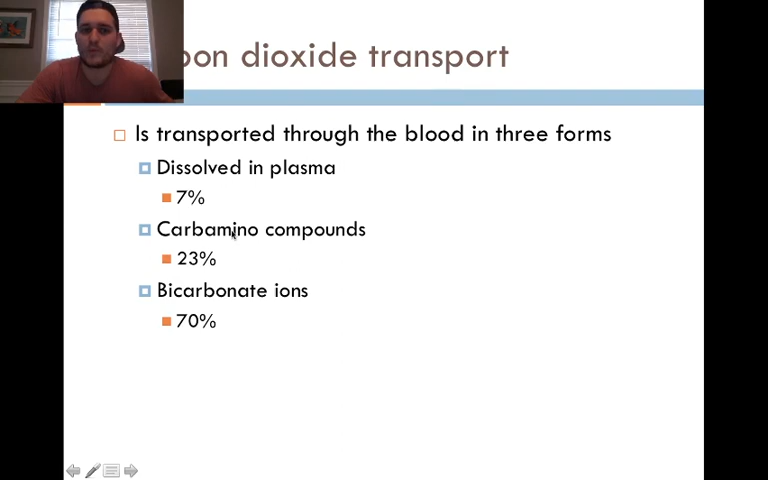 dioxide transport
Is transported through the blood in three forms
Dissolved in plasma
7%
Carbamino compounds
23%
Bicarbonate ions
70%